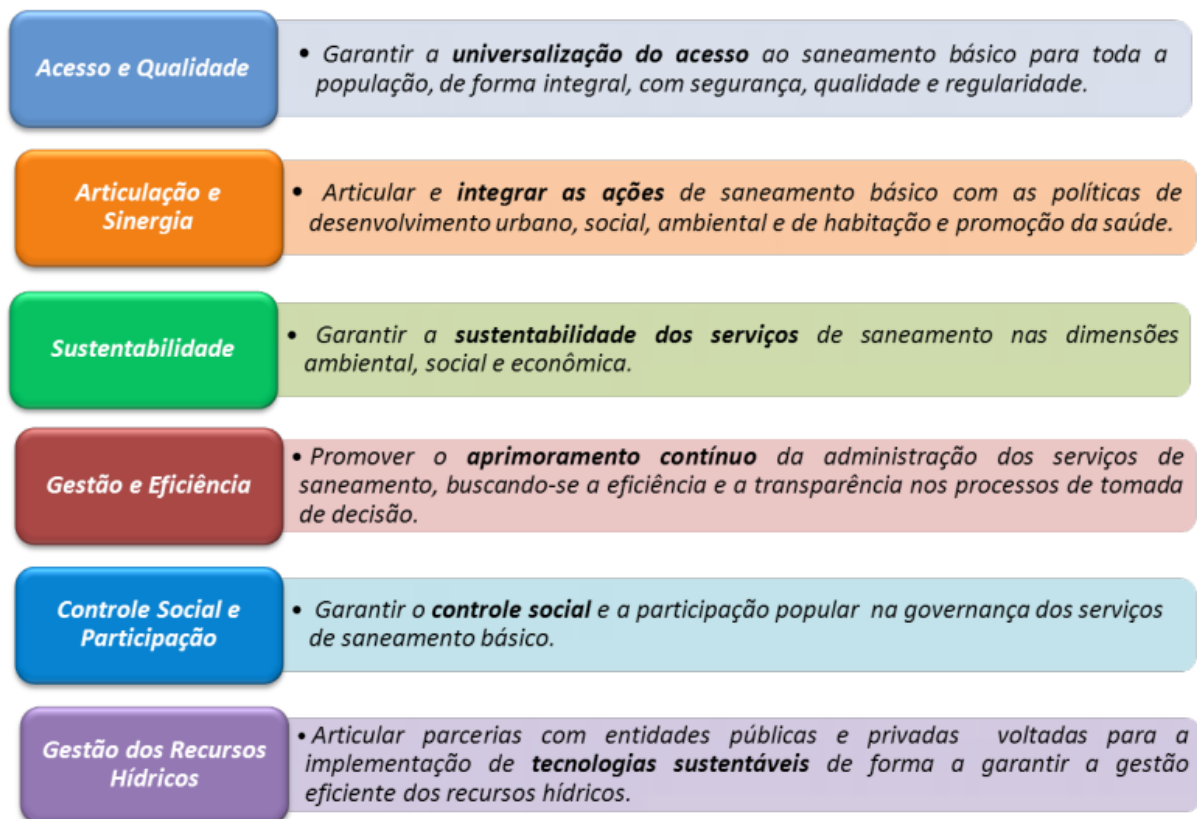 Acesso e Qualidade
• Garantir a universalização do acesso ao saneamento básico para toda a
população, de forma integral, com segurança, qualidade e regularidade.
Articulação e
Sinergia
• Articular e integrar as ações de saneamento básico com as políticas de
desenvolvimento urbano, social, ambiental e de habitação e promoção da saúde.
Sustentabilidade
• Garantir a sustentabilidade dos serviços de saneamento nas dimensões
ambiental, social e econômica.
Gestão e Eficiência
• Promover o aprimoramento contínuo da administração dos serviços de
saneamento, buscando-se a eficiência e a transparência nos processos de tomada
de decisão.
Controle Social e
Participação
• Garantir o controle social e a participação popular na governança dos serviços
de saneamento básico.
Gestão dos Recursos
Hídricos
• Articular parcerias com entidades públicas e privadas voltadas para a
implementação de tecnologias sustentáveis de forma a garantir a gestão
eficiente dos recursos hídricos.